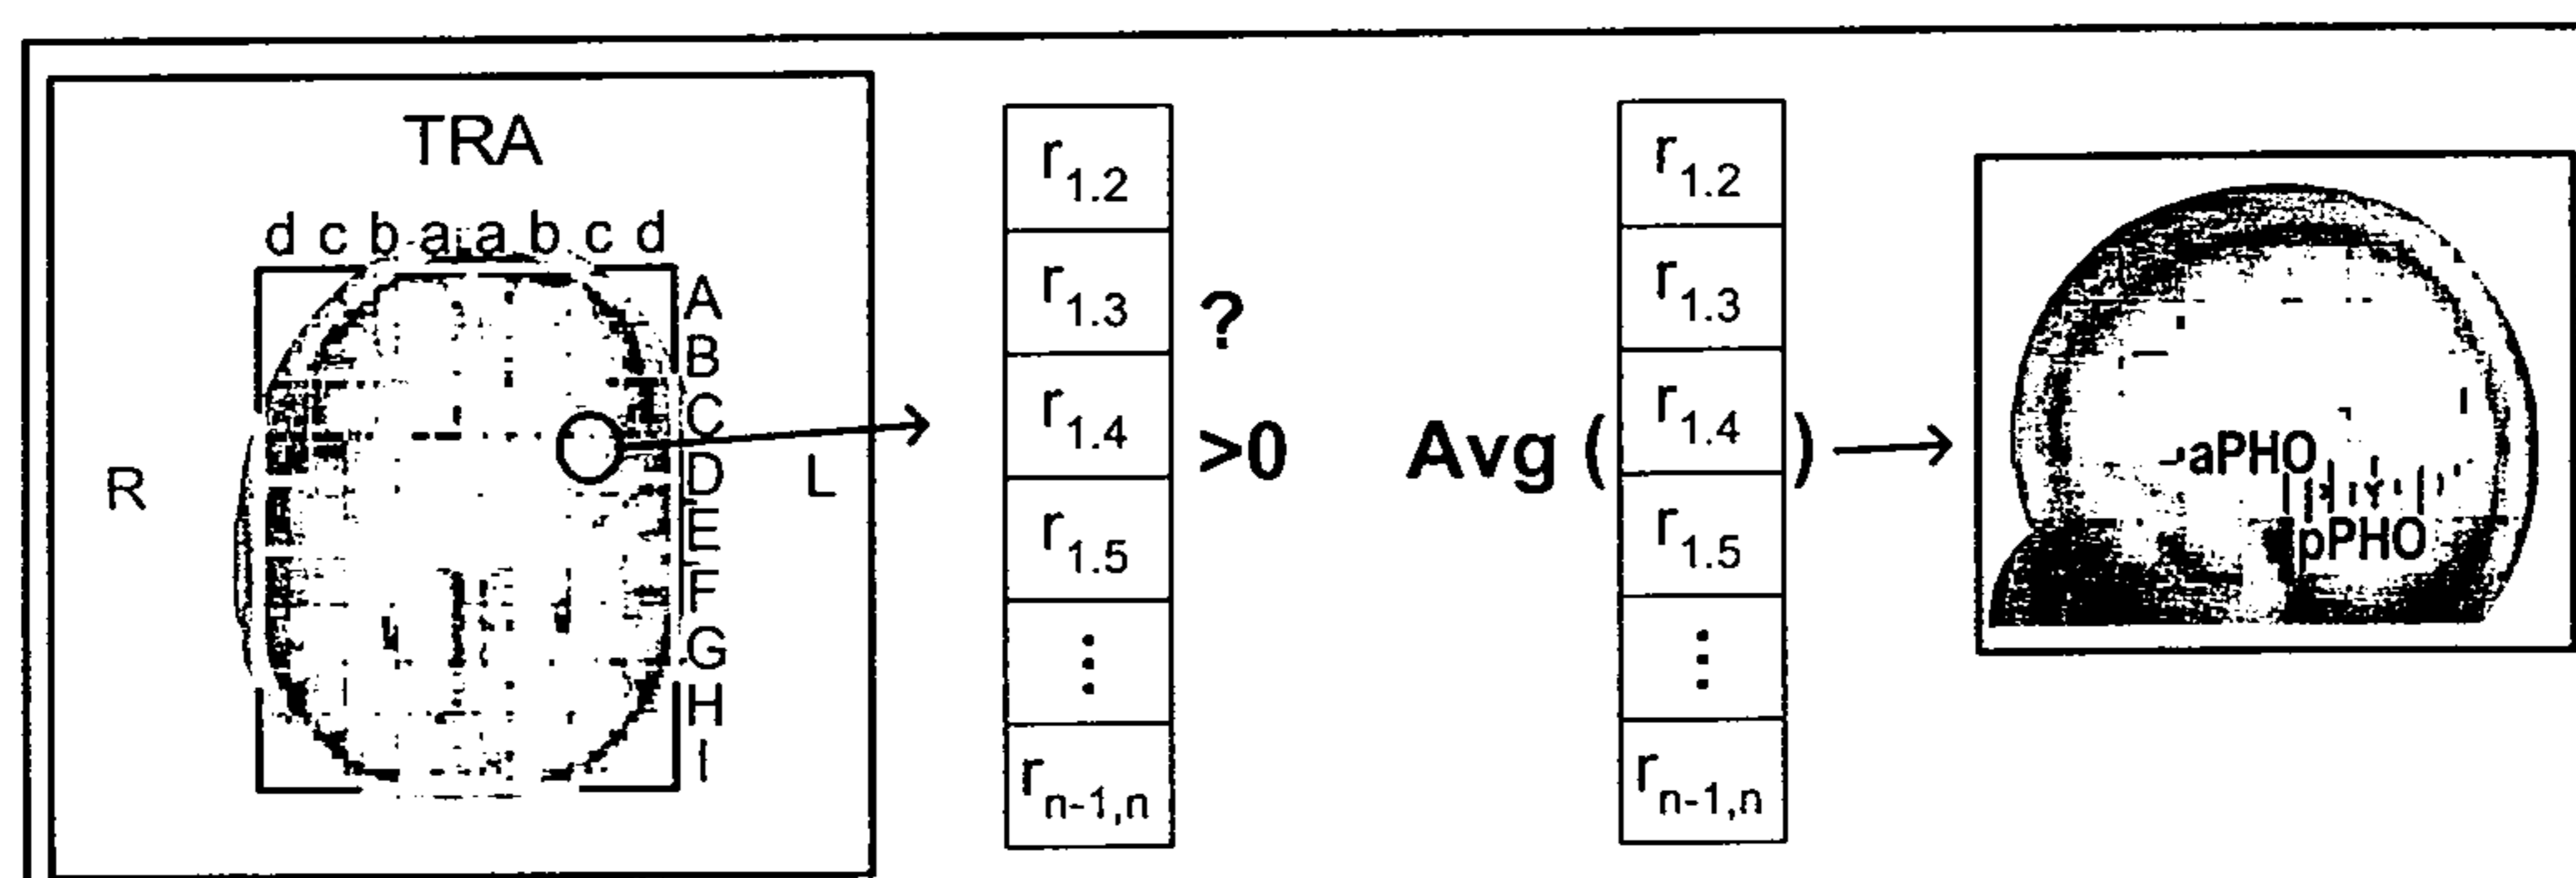 TRA
d c b a a b c d
A
B
C
D
E
F
G
H
I
R
L
r1.2
r1.3
r1.4
r1.5
⋮
rn-1,n
?
>0
Avg (
r1.2
r1.3
r1.4
r1.5
⋮
rn-1,n
)
aPHO
pPHO